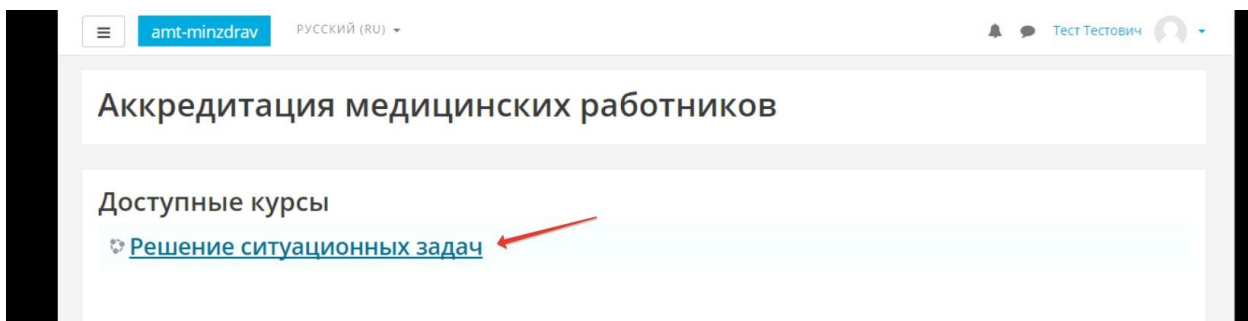 amt-minzdrav РУССКИЙ (RU) Тест Тестович
Аккредитация медицинских работников
Доступные курсы
Решение ситуационных задач